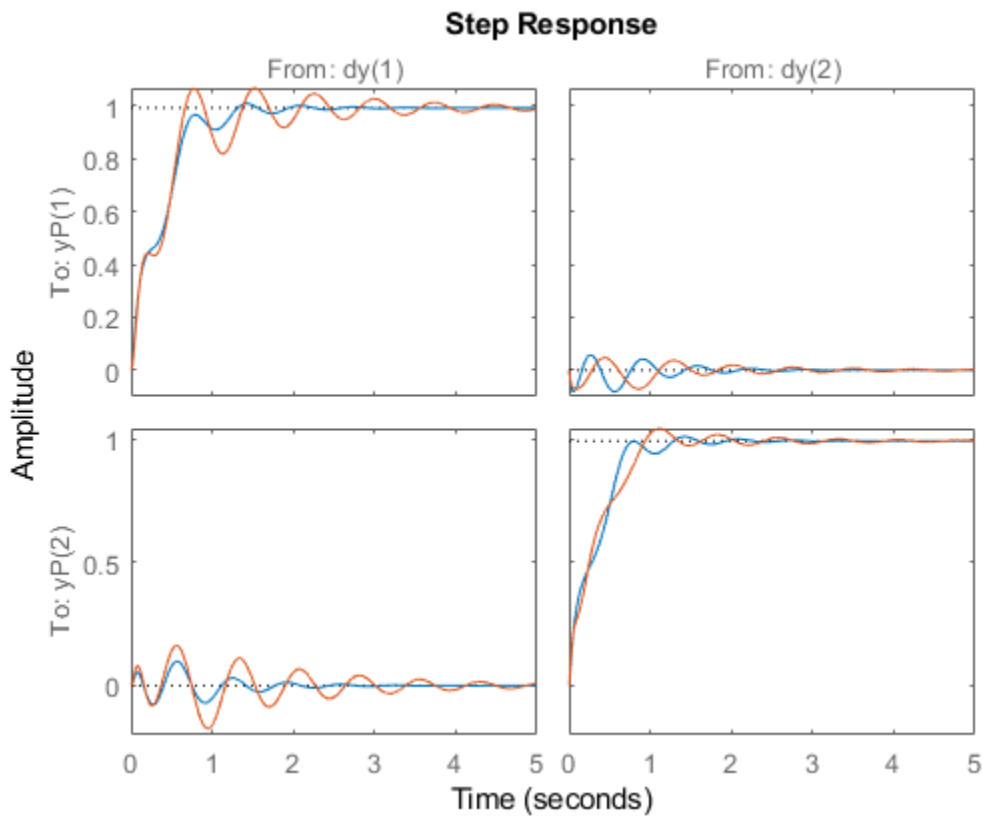 Step Response
From: dy(1)
From: dy(2)
To: yP(1)
1
0.8
0.6
0.4
0.2
0
Amplitude
To: yP(2)
1
0.5
0
0 1 2 3 4 5
0 1 2 3 4 5
Time (seconds)